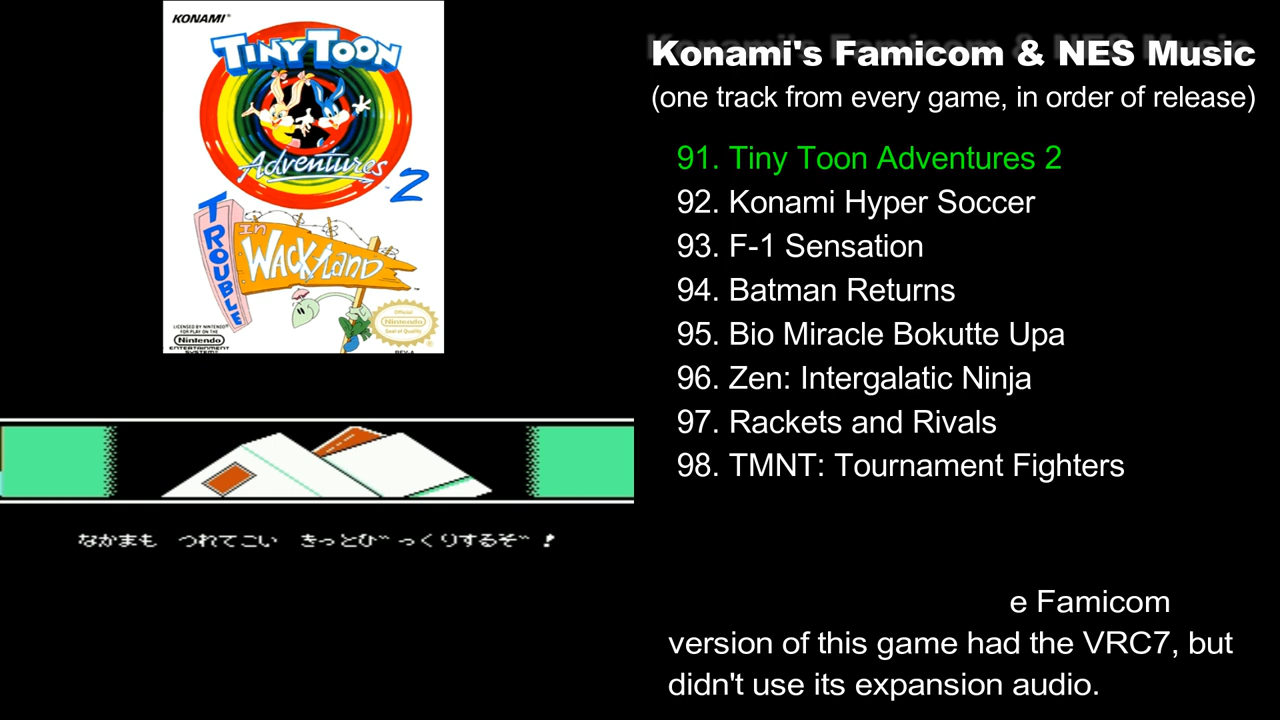 KONAMI
TINY TOON
Adventures 2
TROUBLE
In
WACKYLAND
LICENSED BY NINTENDO
FOR PLAY ON THE
Nintendo
ENTERTAINMENT
SYSTEM
Official
Nintendo
Seal of Quality
REV-A
なかまも つれてこい きっとびっくりするぞ!
Konami's Famicom & NES Music
(one track from every game, in order of release)
91. Tiny Toon Adventures 2
92. Konami Hyper Soccer
93. F-1 Sensation
94. Batman Returns
95. Bio Miracle Bokutte Upa
96. Zen: Intergalatic Ninja
97. Rackets and Rivals
98. TMNT: Tournament Fighters
e Famicom
version of this game had the VRC7, but
didn't use its expansion audio.